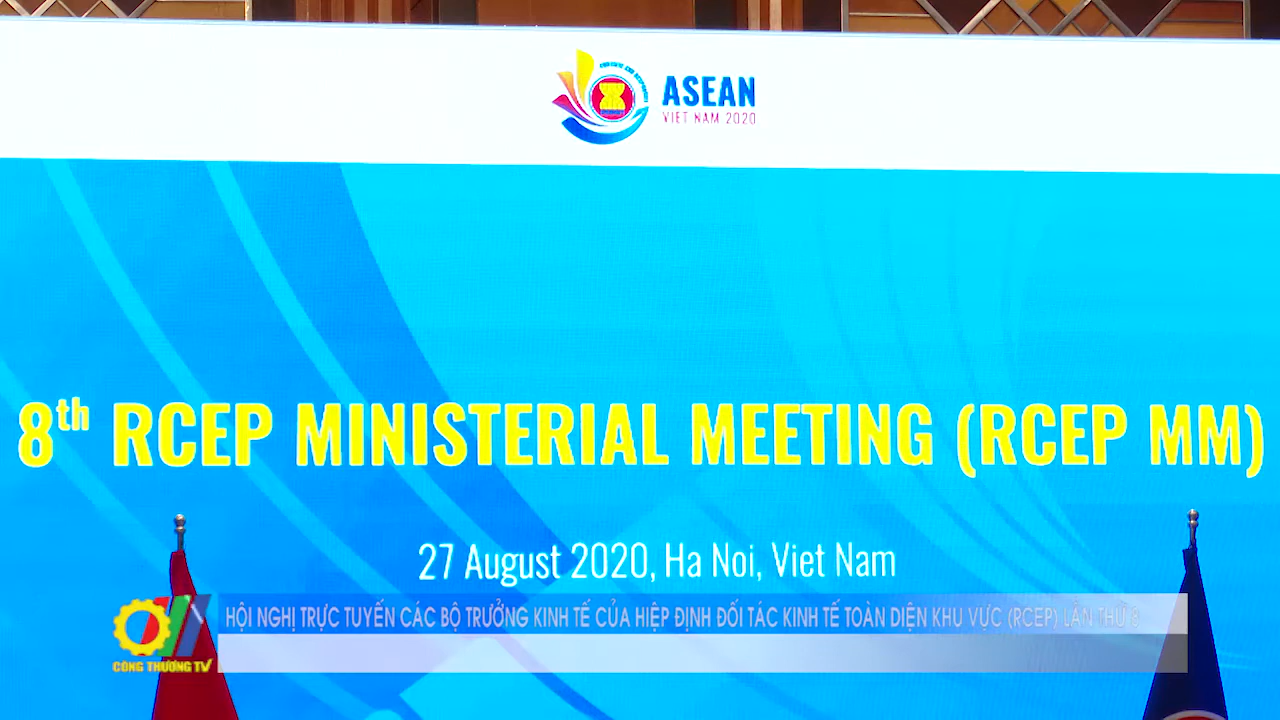 ASEAN
VIET NAM 2020
8th RCEP MINISTERIAL MEETING (RCEP MM)
27 August 2020, Ha Noi, Viet Nam
HỘI NGHỊ TRỰC TUYẾN CÁC BỘ TRƯỞNG KINH TẾ CỦA HIỆP ĐỊNH ĐỐI TÁC KINH TẾ TOÀN DIỆN KHU VỰC (RCEP) LẦN THỨ 8
CÔNG THƯƠNG TV